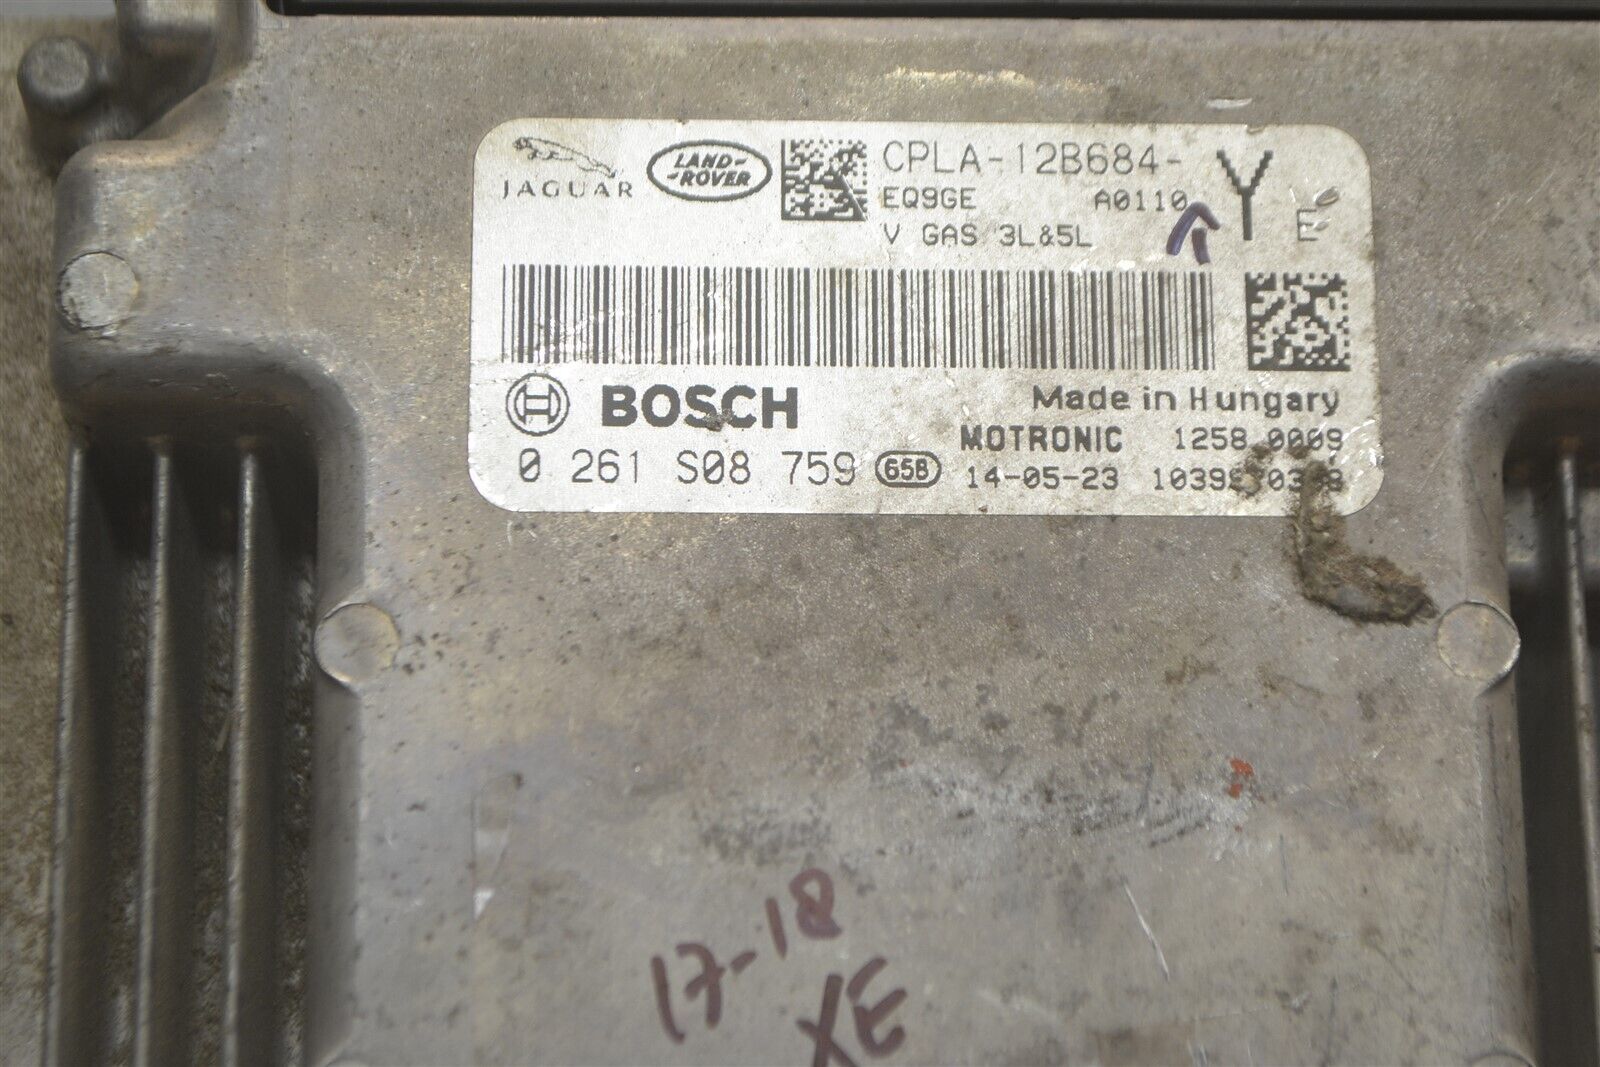 JAGUAR
LAND-
-ROVER
CPLA-12B684-
Y
E
EQ9GE A0110
V GAS 3L&5L
BOSCH
Made in Hungary
MOTRONIC 1258 0009
0 261 S08 759 658 14-05-23
17-18
XE